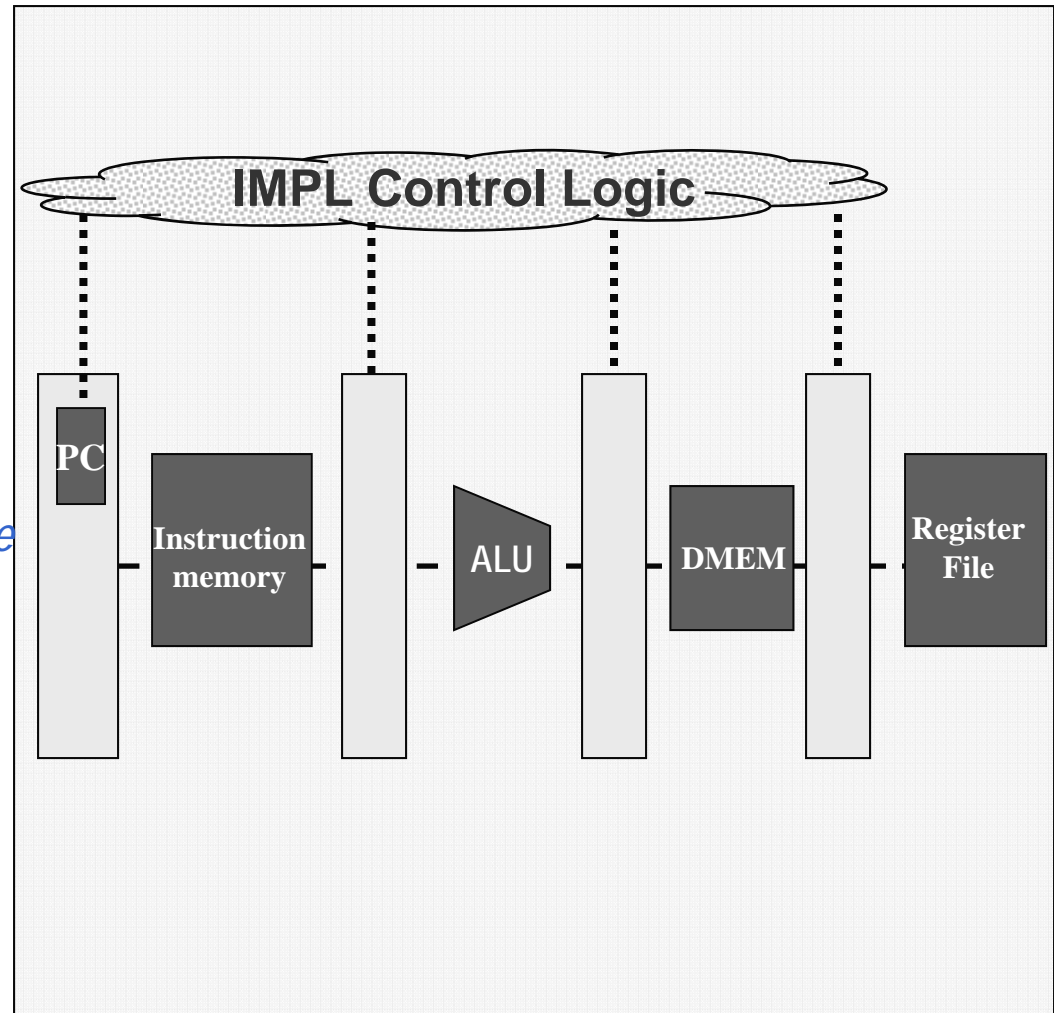 IMPL Control Logic
PC
e
Instruction
memory
ALU
DMEM
Register
File